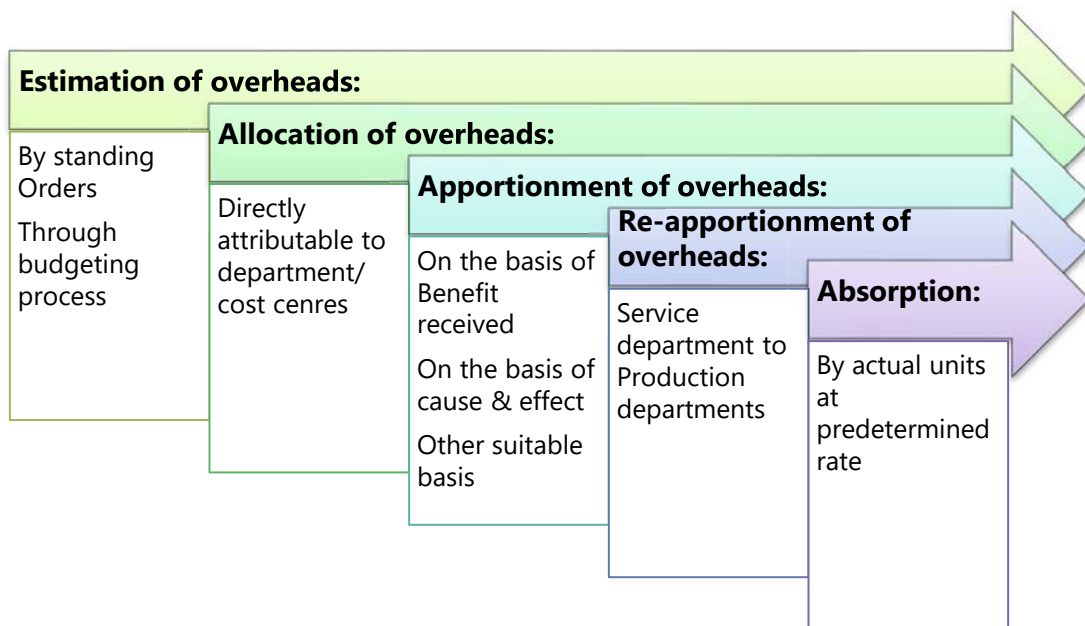 Estimation of overheads:
By standing
Orders
Through
budgeting
process
Allocation of overheads:
Directly
attributable to
department/
cost cenres
Apportionment of overheads:
On the basis of
Benefit
received
On the basis of
cause & effect
Other suitable
basis
Re-apportionment of
overheads:
Service
department to
Production
departments
Absorption:
By actual units
at
predetermined
rate